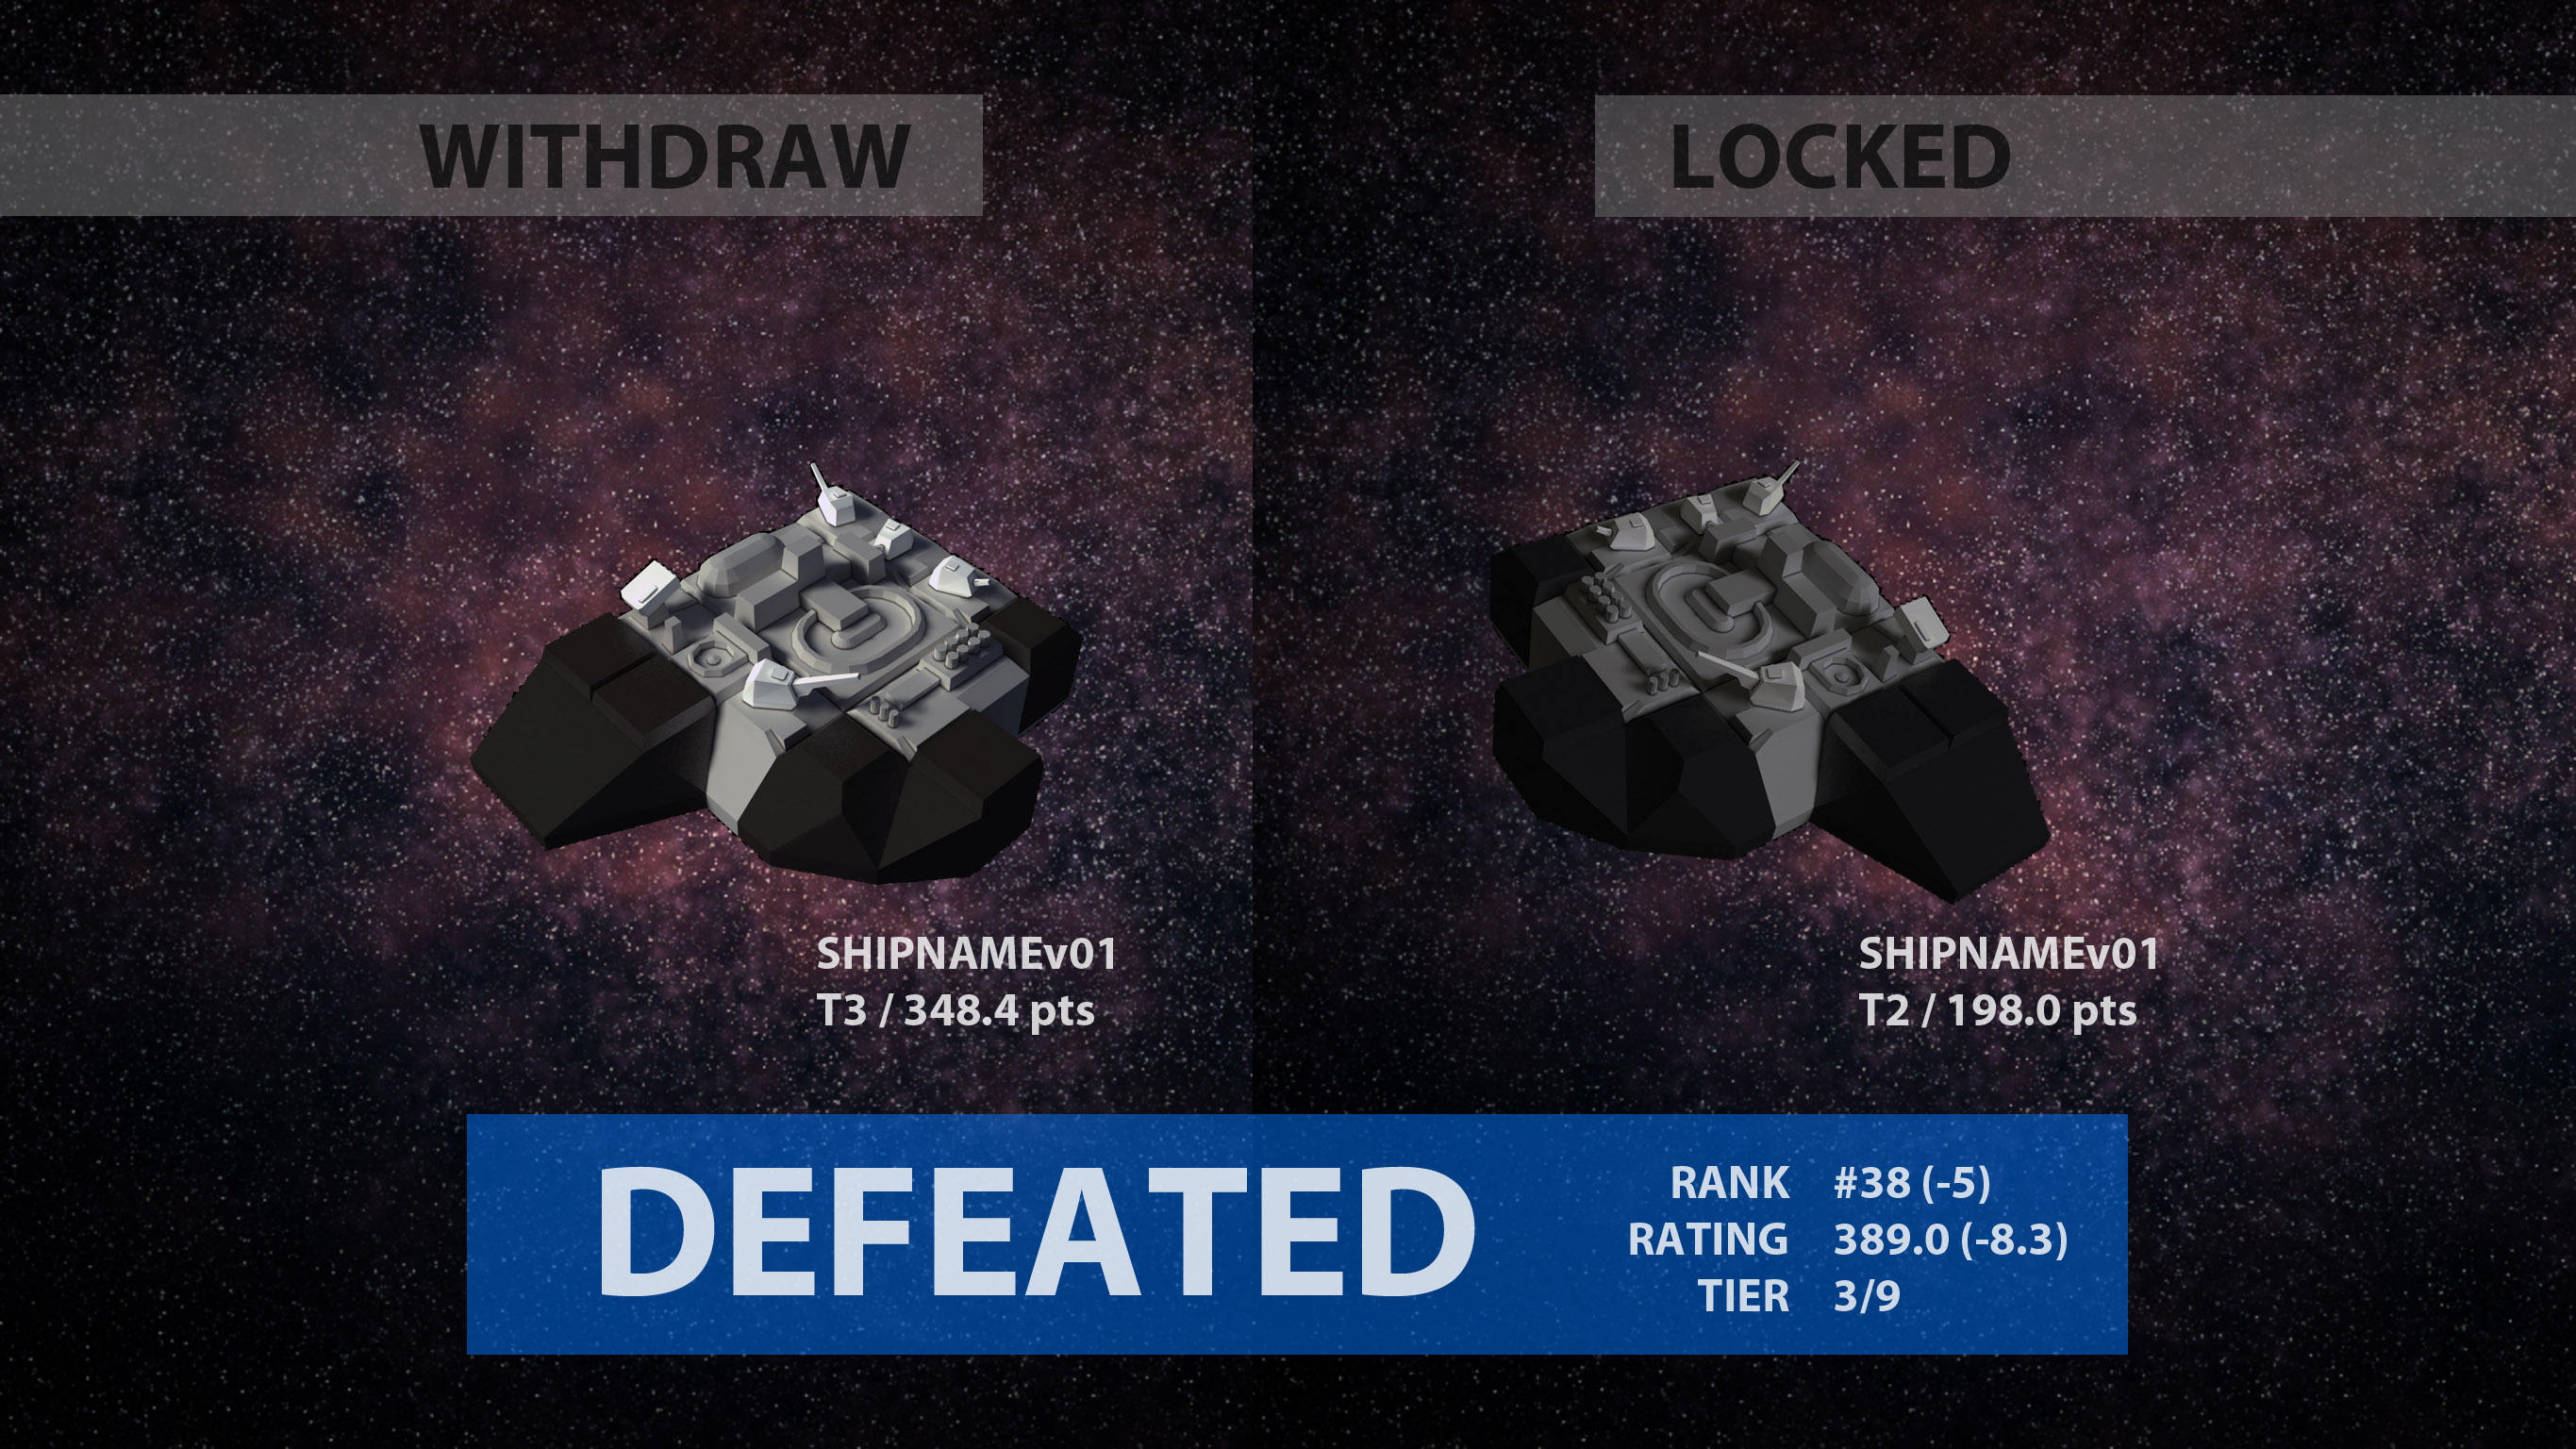 WITHDRAW
LOCKED
SHIPNAMEv01
T3 / 348.4 pts
SHIPNAMEv01
T2 / 198.0 pts
DEFEATED
RANK #38 (-5)
RATING 389.0 (-8.3)
TIER 3/9